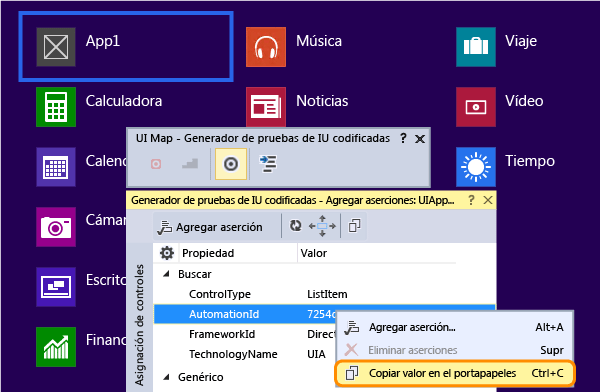 App1
Música
Viaje
Calculadora
Noticias
Vídeo
UI Map - Generador de pruebas de IU codificadas ? ×
Calend
Tiempo
Cámar
Generador de pruebas de IU codificadas - Agregar aserciones: UIApp... ? ×
Agregar aserción
Asignación de controles
Propiedad Valor
Buscar
ControlType ListItem
Escrito
AutomationId 7254c
FrameworkId Direct
Financ
TechnologyName UIA
Genérico
Agregar aserción... Alt+A
Eliminar aserciones Supr
Copiar valor en el portapapeles Ctrl+C